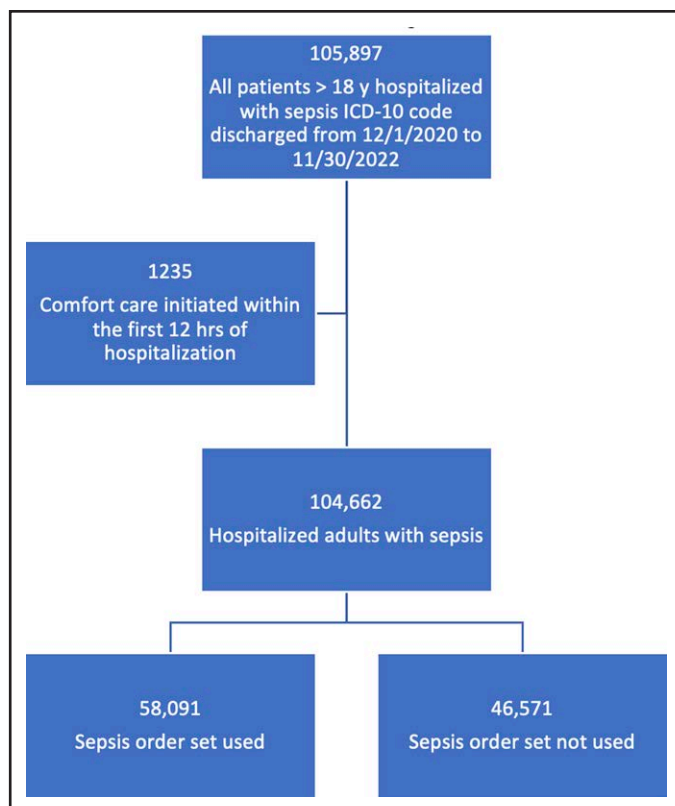 105,897
All patients > 18 y hospitalized
with sepsis ICD-10 code
discharged from 12/1/2020 to
11/30/2022
1235
Comfort care initiated within
the first 12 hrs of
hospitalization
104,662
Hospitalized adults with sepsis
58,091
Sepsis order set used
46,571
Sepsis order set not used